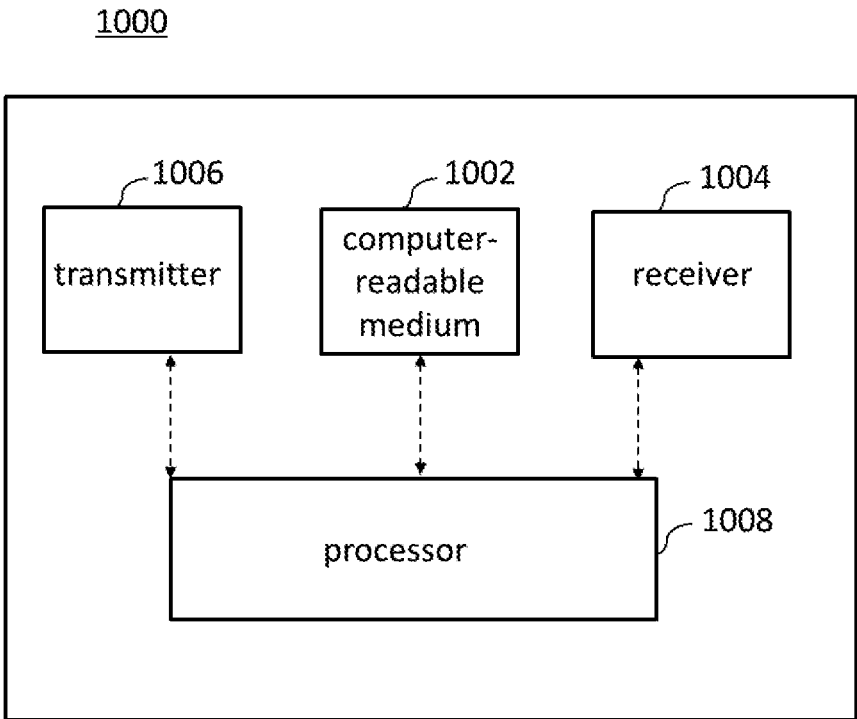 1000
1006
1002
1004
transmitter
computer-
readable
medium
receiver
1008
processor